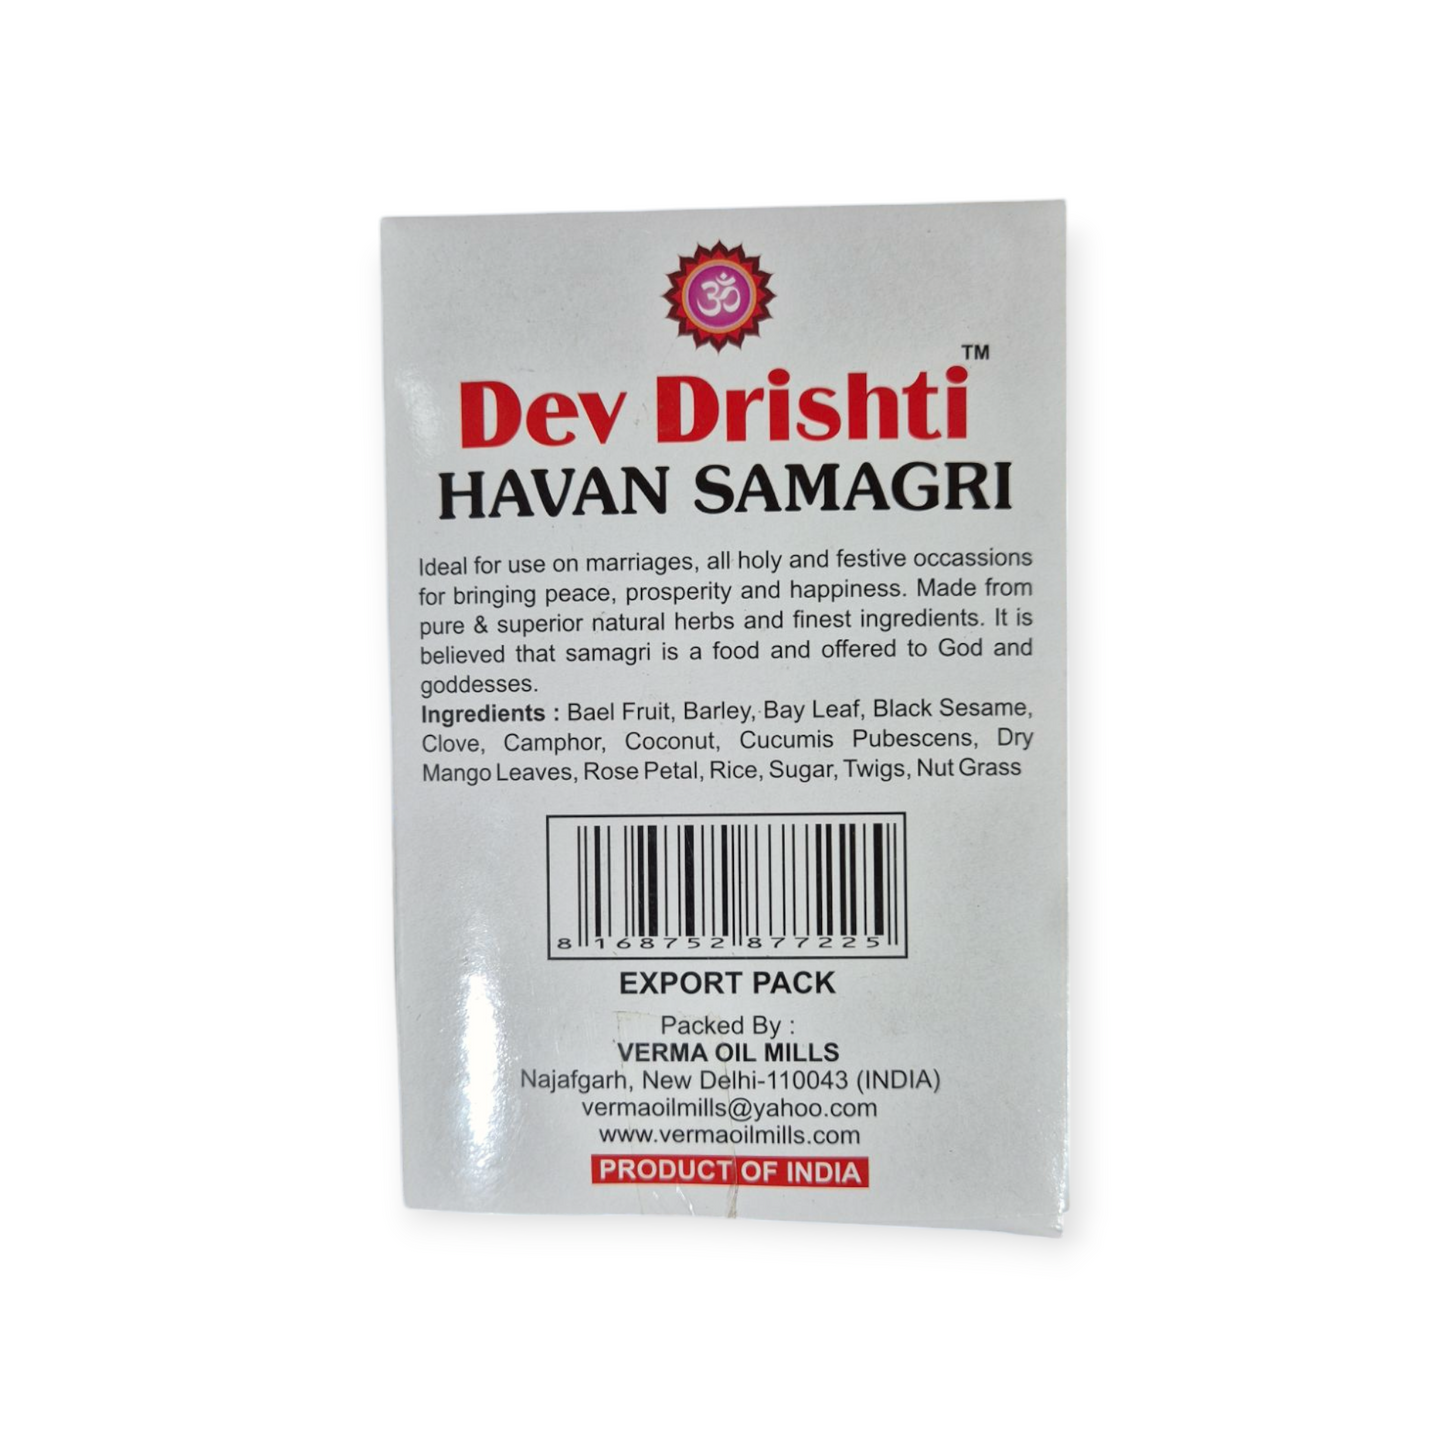 ॐ
Dev Drishti™
HAVAN SAMAGRI
Ideal for use on marriages, all holy and festive occassions
for bringing peace, prosperity and happiness. Made from
pure & superior natural herbs and finest ingredients. It is
believed that samagri is a food and offered to God and
goddesses.
Ingredients : Bael Fruit, Barley, Bay Leaf, Black Sesame,
Clove, Camphor, Coconut, Cucumis Pubescens, Dry
Mango Leaves, Rose Petal, Rice, Sugar, Twigs, Nut Grass
8 168752 877225
EXPORT PACK
Packed By :
VERMA OIL MILLS
Najafgarh, New Delhi-110043 (INDIA)
vermaoilmills@yahoo.com
www.vermaoilmills.com
PRODUCT OF INDIA